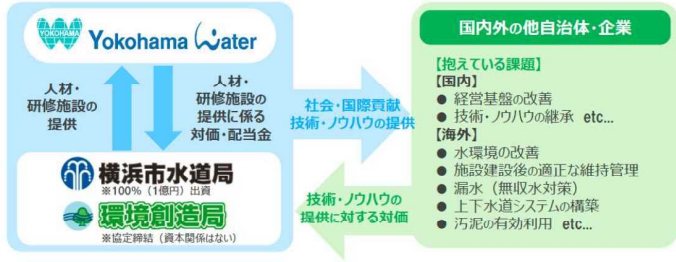 YOKOHAMA
Yokohama Water
人材・
研修施設の
提供
人材・
研修施設の
提供に係る
対価・配当金
横浜市水道局
※100%（1億円）出資
環境創造局
※協定締結（資本関係はない）
社会・国際貢献
技術・ノウハウの提供
技術・ノウハウの
提供に対する対価
国内外の他自治体・企業
【抱えている課題】
【国内】
● 経営基盤の改善
● 技術・ノウハウの継承 etc...
【海外】
● 水環境の改善
● 施設建設後の適正な維持管理
● 漏水（無収水対策）
● 上下水道システムの構築
● 汚泥の有効利用 etc...